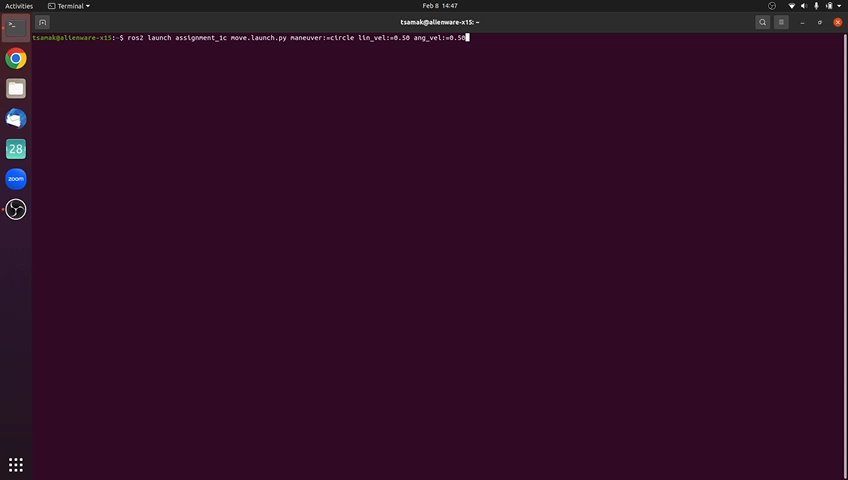 Activities
Terminal
Feb 8 14:47
tsamak@alienware-x15: ~
tsamak@alienware-x15:~$ ros2 launch assignment_1c move.launch.py maneuver:=circle lin_vel:=0.50 ang_vel:=0.50
28
zoom